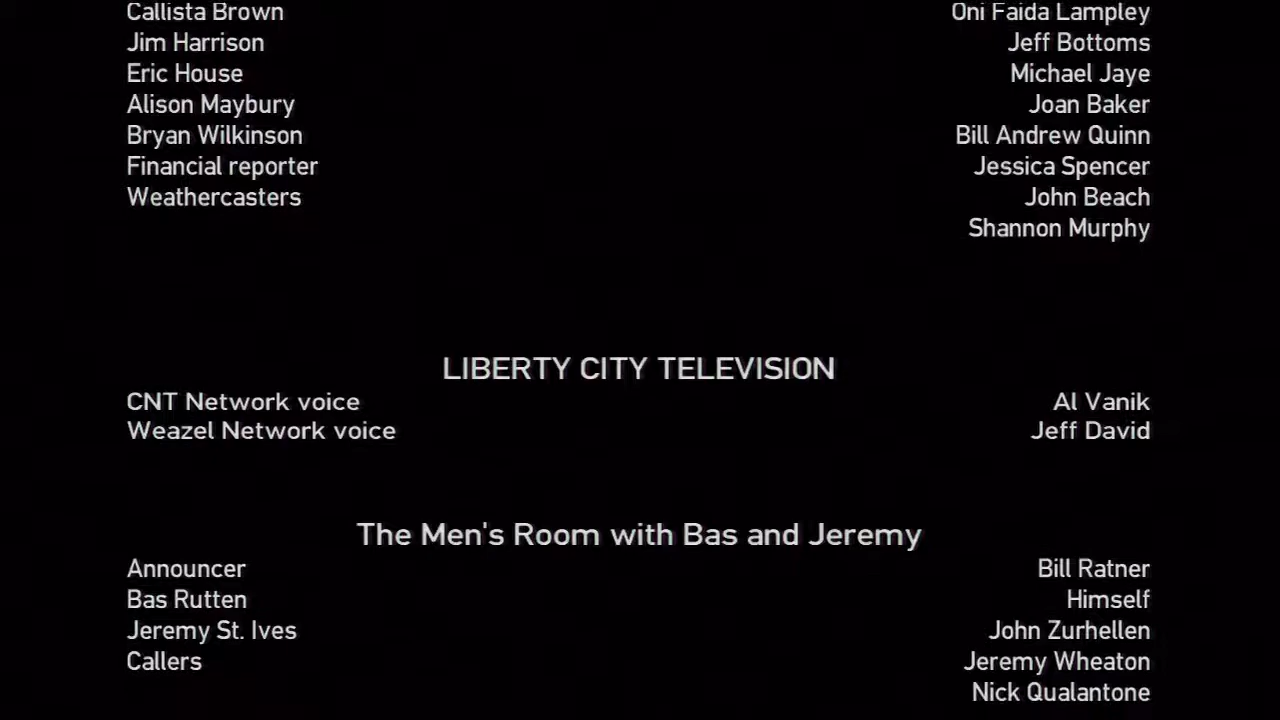 Callista Brown Oni Faida Lampley
Jim Harrison Jeff Bottoms
Eric House Michael Jaye
Alison Maybury Joan Baker
Bryan Wilkinson Bill Andrew Quinn
Financial reporter Jessica Spencer
Weathercasters John Beach
Shannon Murphy
LIBERTY CITY TELEVISION
CNT Network voice Al Vanik
Weazel Network voice Jeff David
The Men's Room with Bas and Jeremy
Announcer Bill Ratner
Bas Rutten Himself
Jeremy St. Ives John Zurhellen
Callers Jeremy Wheaton
Nick Qualantone